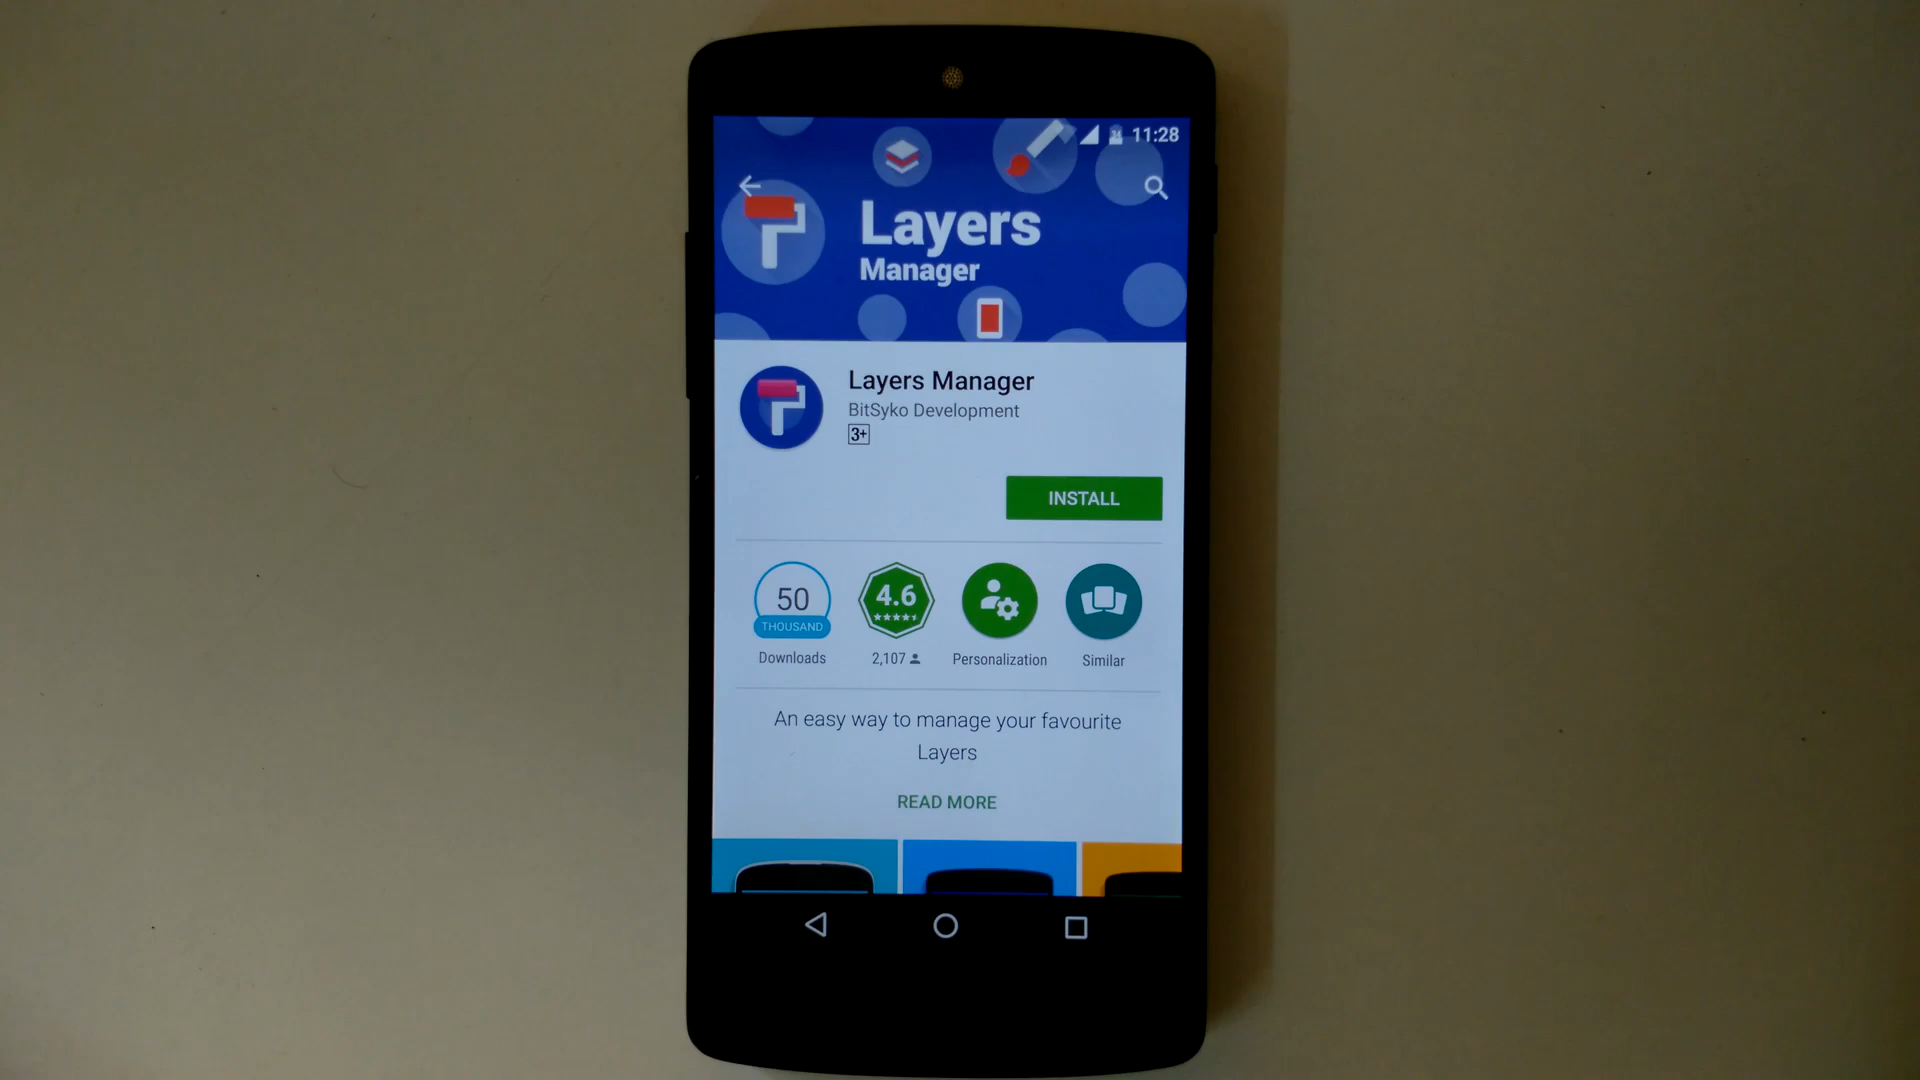 11:28
Layers
Manager
Layers Manager
BitSyko Development
3+
INSTALL
50
THOUSAND
4.6
Downloads
2,107
Personalization
Similar
An easy way to manage your favourite
Layers
READ MORE